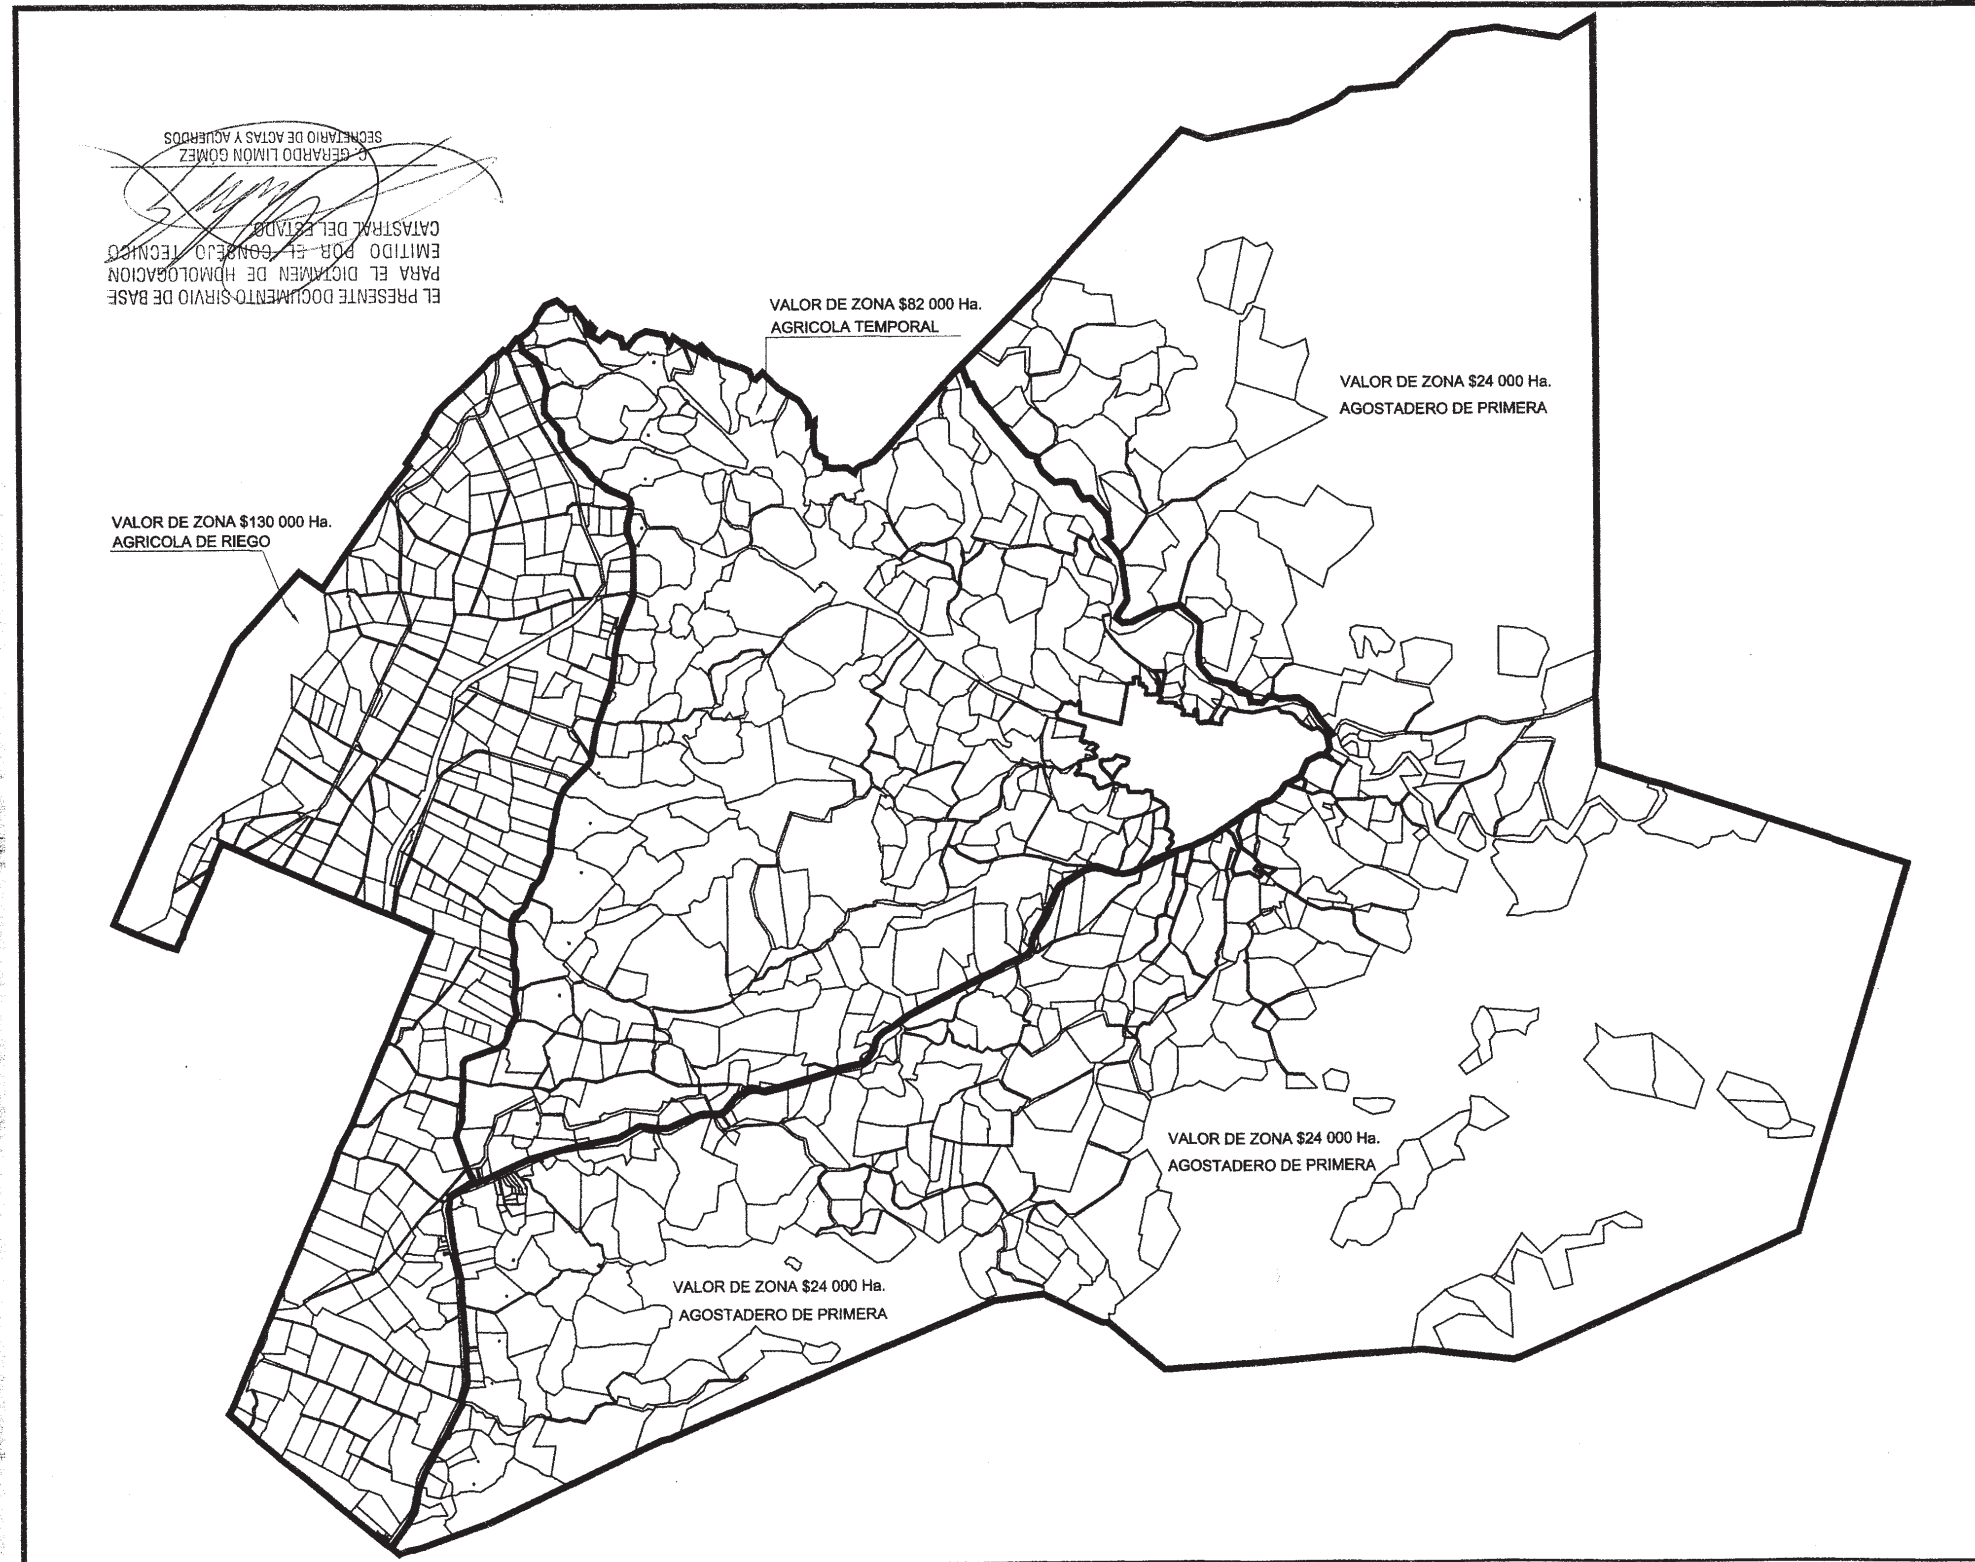 EL PRESENTE DOCUMENTO SIRVIO DE BASE
PARA EL DICTAMEN DE HOMOLOGACION
EMITIDO POR EL CONSEJO TECNICO
CATASTRAL DEL ESTADO
C. GERARDO LIMÓN GÓMEZ
SECRETARIO DE ACTAS Y ACUERDOS
VALOR DE ZONA $82 000 Ha.
AGRICOLA TEMPORAL
VALOR DE ZONA $24 000 Ha.
AGOSTADERO DE PRIMERA
VALOR DE ZONA $130 000 Ha.
AGRICOLA DE RIEGO
VALOR DE ZONA $24 000 Ha.
AGOSTADERO DE PRIMERA
VALOR DE ZONA $24 000 Ha.
AGOSTADERO DE PRIMERA